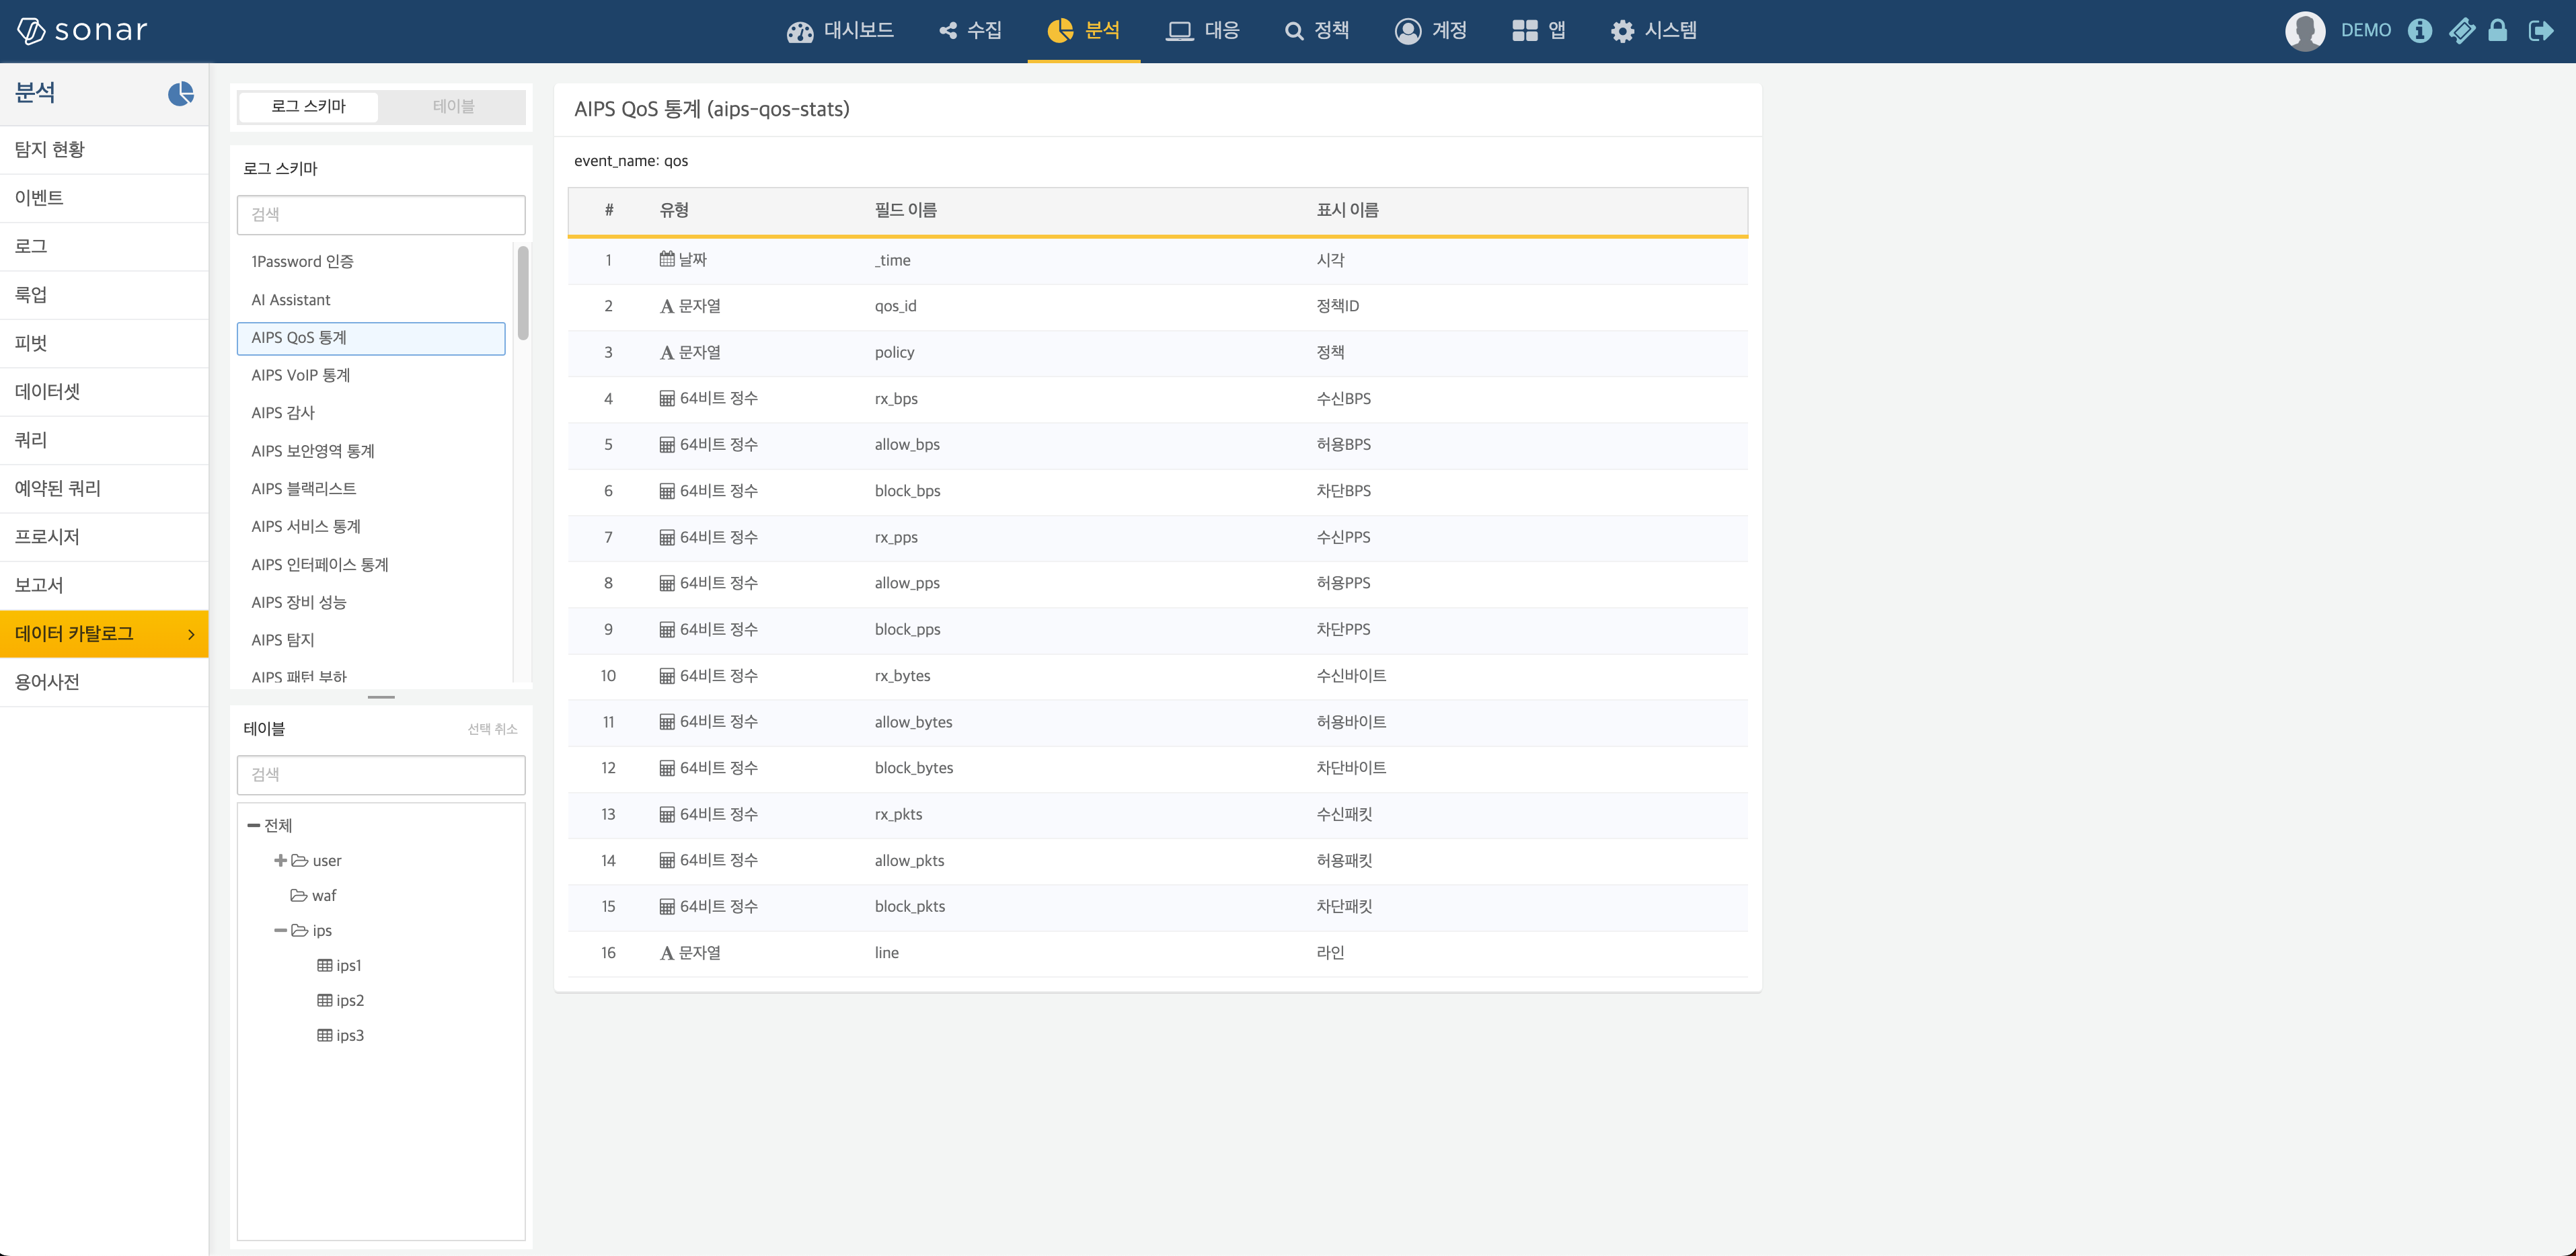 sonar
대시보드 수집 분석 대응 정책 계정 앱 시스템
DEMO
분석
탐지 현황
이벤트
로그
룩업
피벗
데이터셋
쿼리
예약된 쿼리
프로시저
보고서
데이터 카탈로그
용어사전
로그 스키마 테이블
로그 스키마
검색
1Password 인증
AI Assistant
AIPS QoS 통계
AIPS VoIP 통계
AIPS 감사
AIPS 보안영역 통계
AIPS 블랙리스트
AIPS 서비스 통계
AIPS 인터페이스 통계
AIPS 장비 성능
AIPS 탐지
AIPS 패턴 부하
테이블 선택 취소
검색
전체
user
waf
ips
ips1
ips2
ips3
AIPS QoS 통계 (aips-qos-stats)
event_name: qos
# 유형 필드 이름 표시 이름
1 날짜 _time 시각
2 문자열 qos_id 정책ID
3 문자열 policy 정책
4 64비트 정수 rx_bps 수신BPS
5 64비트 정수 allow_bps 허용BPS
6 64비트 정수 block_bps 차단BPS
7 64비트 정수 rx_pps 수신PPS
8 64비트 정수 allow_pps 허용PPS
9 64비트 정수 block_pps 차단PPS
10 64비트 정수 rx_bytes 수신바이트
11 64비트 정수 allow_bytes 허용바이트
12 64비트 정수 block_bytes 차단바이트
13 64비트 정수 rx_pkts 수신패킷
14 64비트 정수 allow_pkts 허용패킷
15 64비트 정수 block_pkts 차단패킷
16 문자열 line 라인